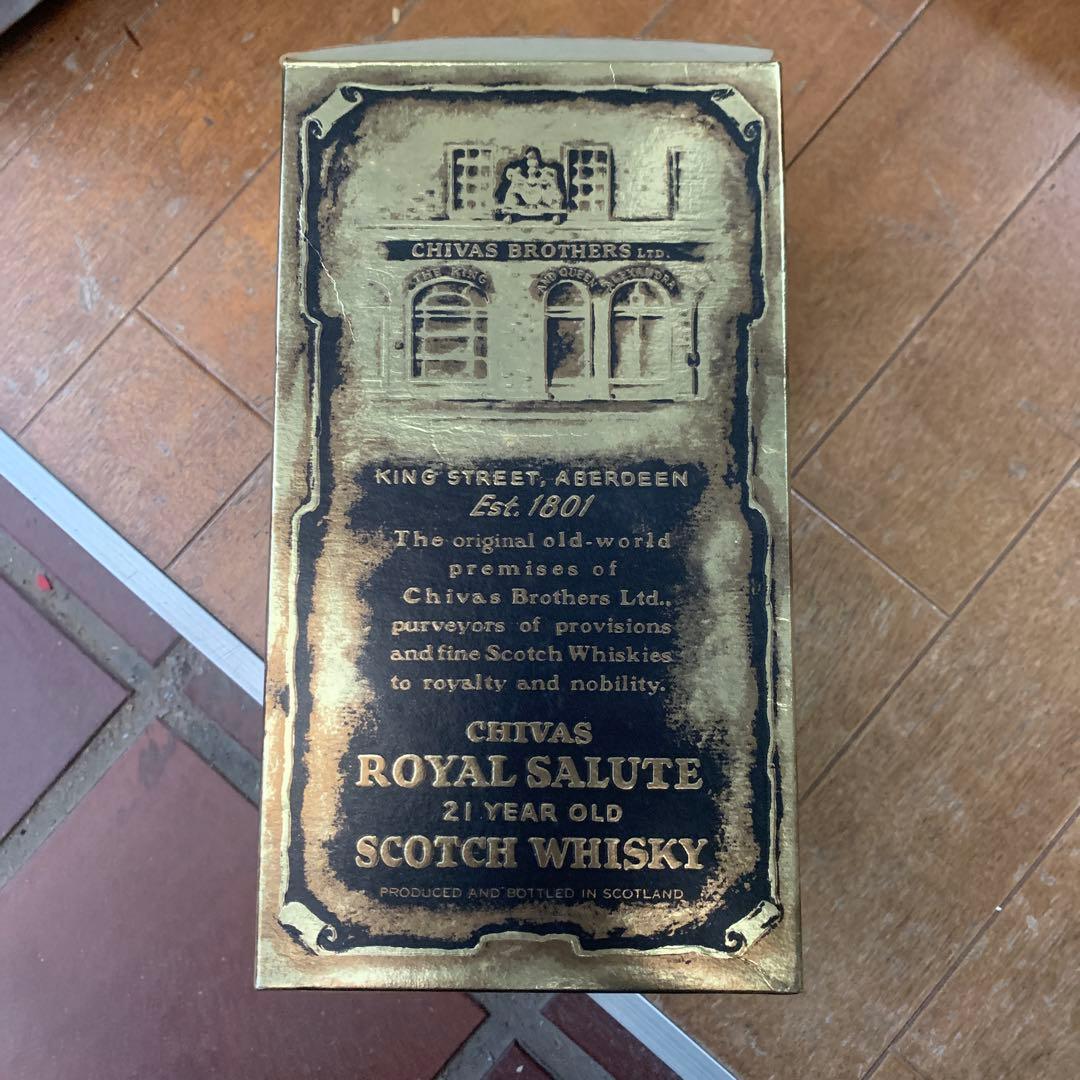 CHIVAS BROTHERS LTD.
THE KING AND QUEEN ALEXANDRA
KING STREET, ABERDEEN
Est. 1801
The original old-world
premises of
Chivas Brothers Ltd.,
purveyors of provisions
and fine Scotch Whiskies
to royalty and nobility.
CHIVAS
ROYAL SALUTE
21 YEAR OLD
SCOTCH WHISKY
PRODUCED AND BOTTLED IN SCOTLAND